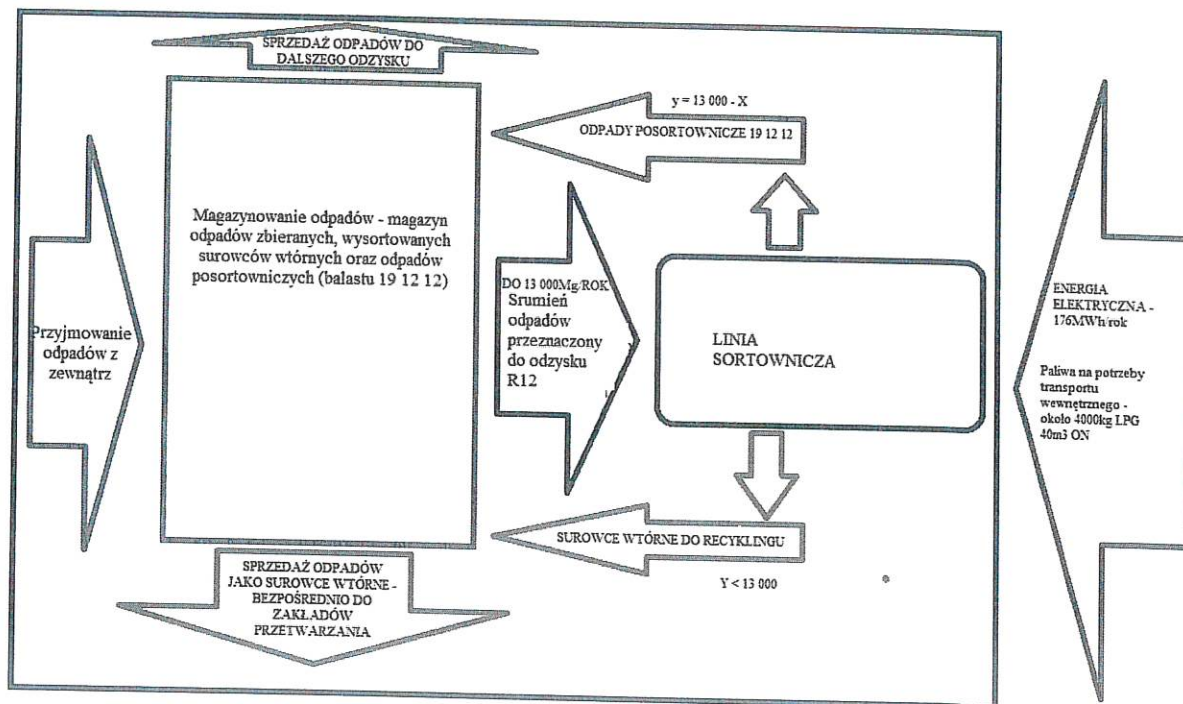 SPRZEDAŻ ODPADÓW DO
DALSZEGO ODZYSKU
y = 13 000 - X
ODPADY POSORTOWNICZE 19 12 12
Magazynowanie odpadów - magazyn
odpadów zbieranych, wysortowanych
surowców wtórnych oraz odpadów
posortowniczych (balastu 19 12 12)
Przyjmowanie
odpadów z
zewnątrz
DO 13 000Mg/ROK
Srumień
odpadów
przeznaczony
do odzysku
R12
LINIA
SORTOWNICZA
ENERGIA
ELEKTRYCZNA -
176MWh/rok
Paliwa na potrzeby
transportu
wewnętrznego -
około 4000kg LPG
40m3 ON
SUROWCE WTÓRNE DO RECYKLINGU
Y < 13 000
SPRZEDAŻ ODPADÓW
JAKO SUROWCE WTÓRNE -
BEZPOŚREDNIO DO
ZAKŁADÓW
PRZETWARZANIA